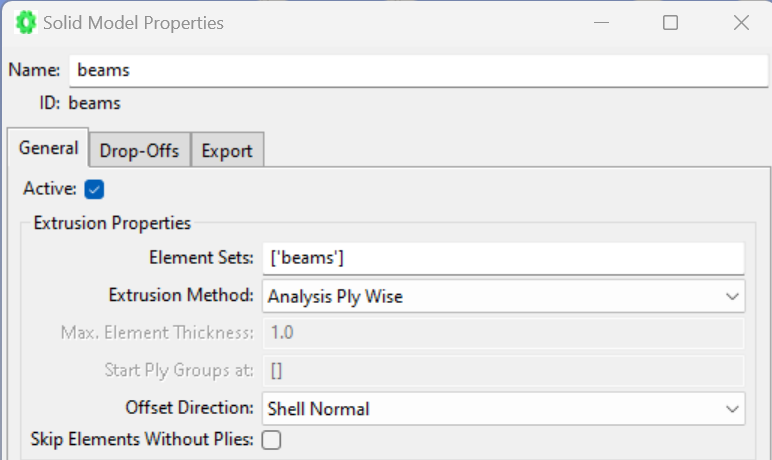 Solid Model Properties
Name: beams
ID: beams
General Drop-Offs Export
Active:
Extrusion Properties
Element Sets: ['beams']
Extrusion Method: Analysis Ply Wise
Max. Element Thickness: 1.0
Start Ply Groups at: []
Offset Direction: Shell Normal
Skip Elements Without Plies: